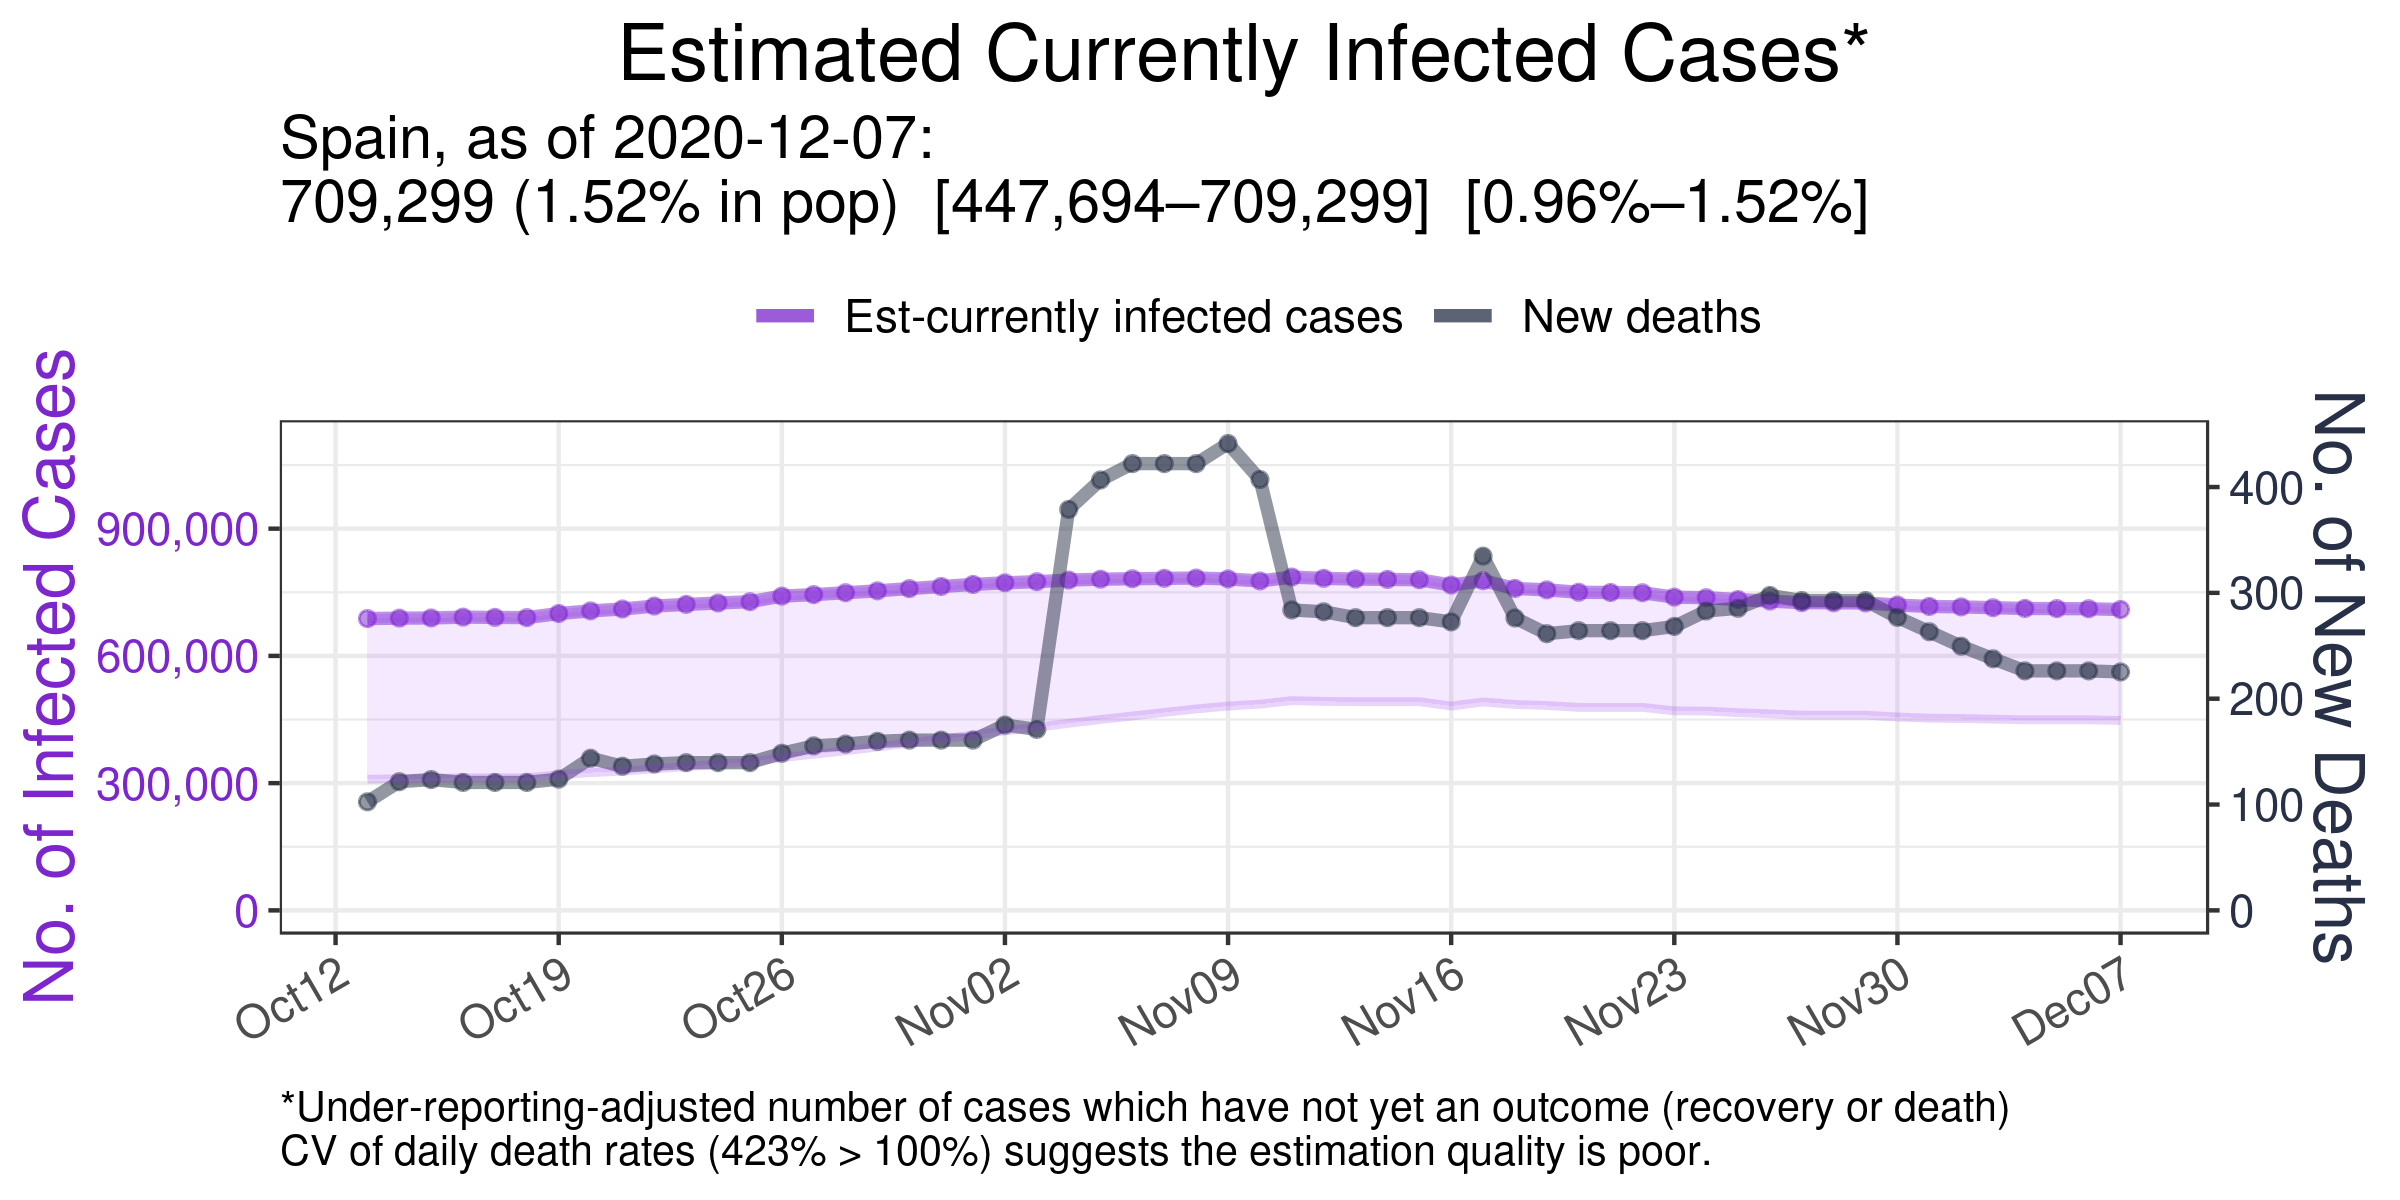 Estimated Currently Infected Cases*
Spain, as of 2020-12-07:
709,299 (1.52% in pop) [447,694–709,299] [0.96%–1.52%]
Est-currently infected cases New deaths
No. of Infected Cases
900,000
600,000
300,000
0
400
300
200
100
0
No. of New Deaths
Oct12 Oct19 Oct26 Nov02 Nov09 Nov16 Nov23 Nov30 Dec07
*Under-reporting-adjusted number of cases which have not yet an outcome (recovery or death)
CV of daily death rates (423% > 100%) suggests the estimation quality is poor.